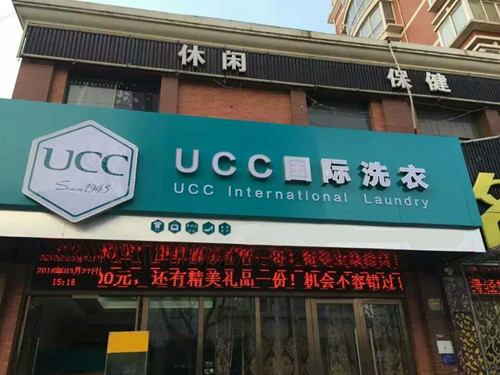 休闲 保健
UCC
Since 1945
UCC国际洗衣
UCC International Laundry
2016年03月27日
15:18
00元，还有精美礼品一份！机会不容错过